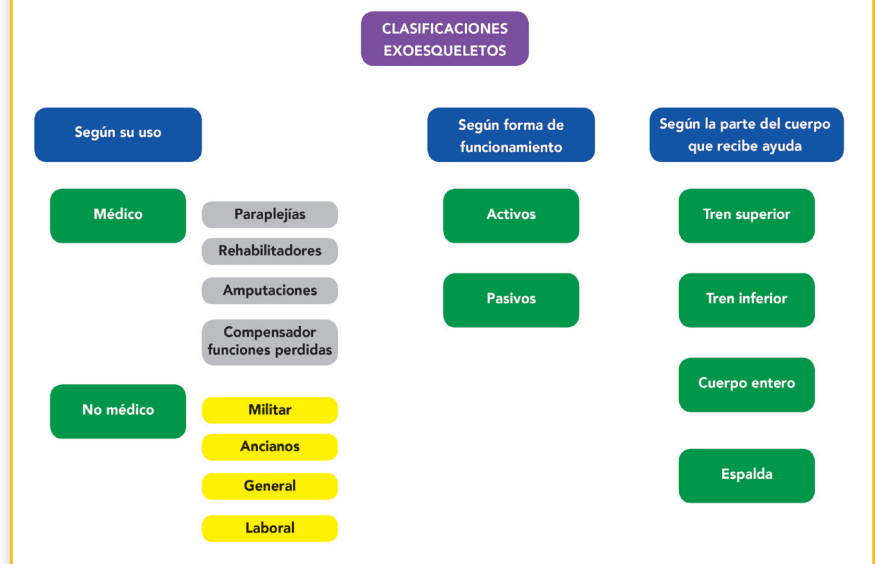 CLASIFICACIONES
EXOESQUELETOS
Según su uso
Médico
Paraplejías
Rehabilitadores
Amputaciones
Compensador
funciones perdidas
No médico
Militar
Ancianos
General
Laboral
Según forma de
funcionamiento
Activos
Pasivos
Según la parte del cuerpo
que recibe ayuda
Tren superior
Tren inferior
Cuerpo entero
Espalda